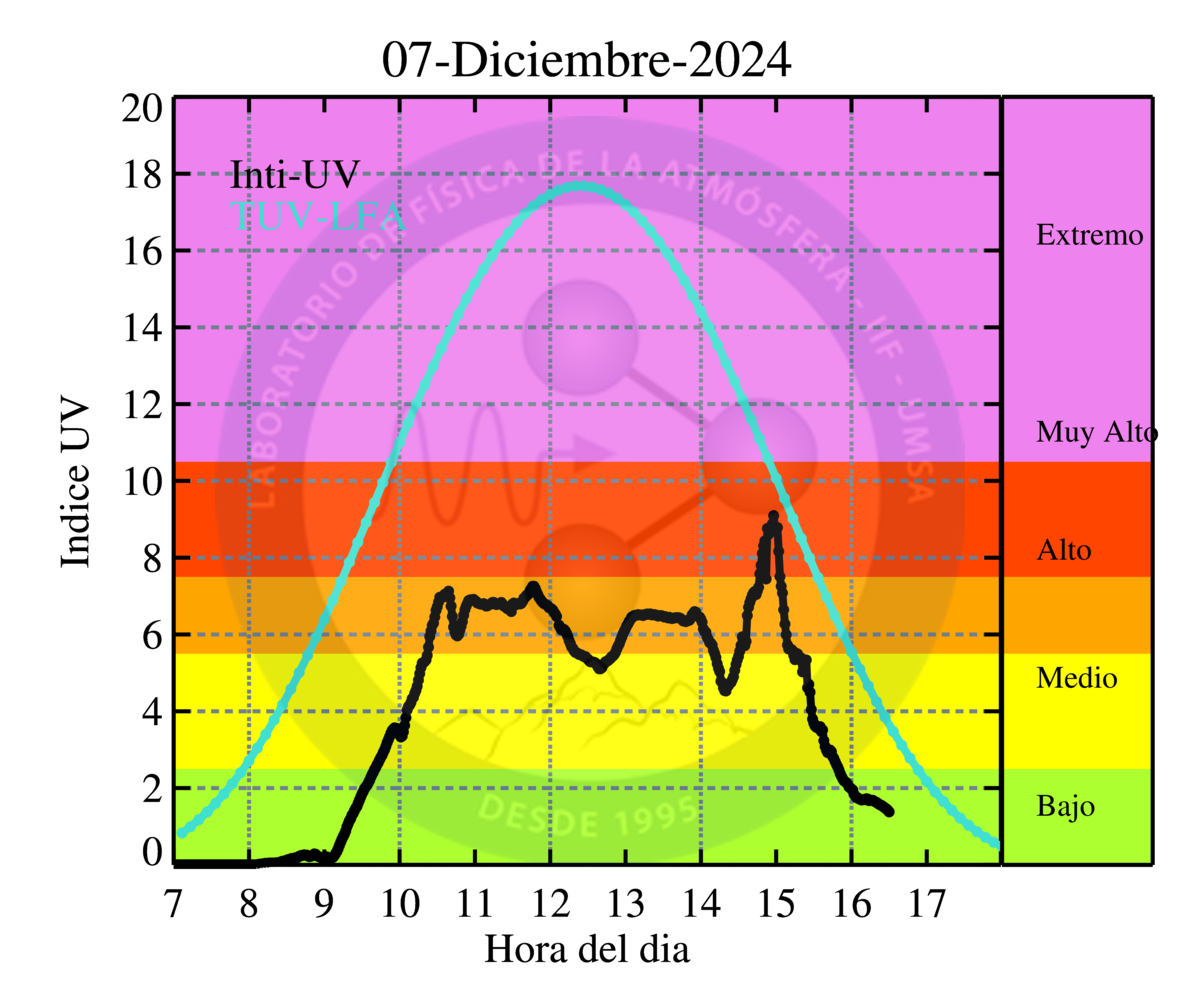 07-Diciembre-2024
20
18
16
14
12
10
8
6
4
2
0
Indice UV
Inti-UV
TUV-LFA
LABORATORIO DE FÍSICA DE LA ATMÓSFERA - IIF - UMSA
DESDE 1995
Extremo
Muy Alto
Alto
Medio
Bajo
7 8 9 10 11 12 13 14 15 16 17
Hora del dia